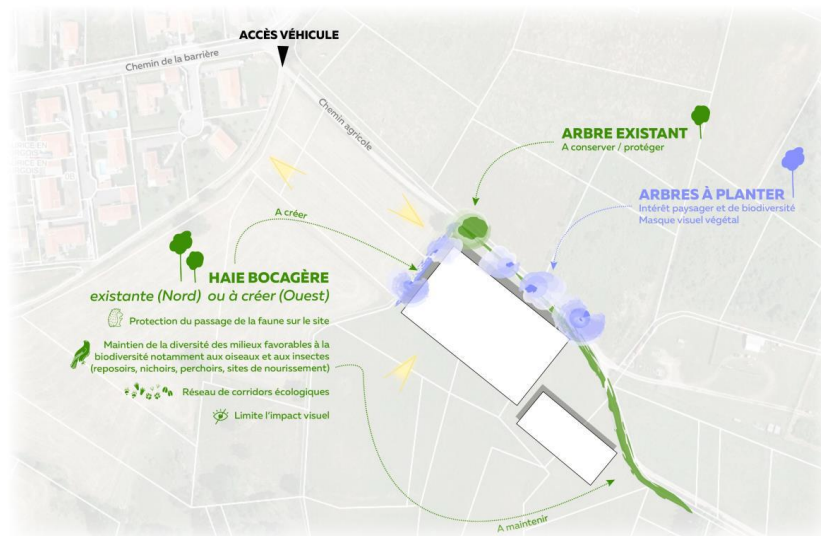 ACCÈS VÉHICULE
Chemin de la barrière
Chemin agricole
ARBRE EXISTANT
A conserver / protéger
ARBRES À PLANTER
Intérêt paysager et de biodiversité
Masque visuel végétal
A créer
HAIE BOCAGÈRE
existante (Nord) ou à créer (Ouest)
Protection du passage de la faune sur le site
Maintien de la diversité des milieux favorables à la
biodiversité notamment aux oiseaux et aux insectes
(reposoirs, nichoirs, perchoirs, sites de nourissement)
Réseau de corridors écologiques
Limite l'impact visuel
A maintenir